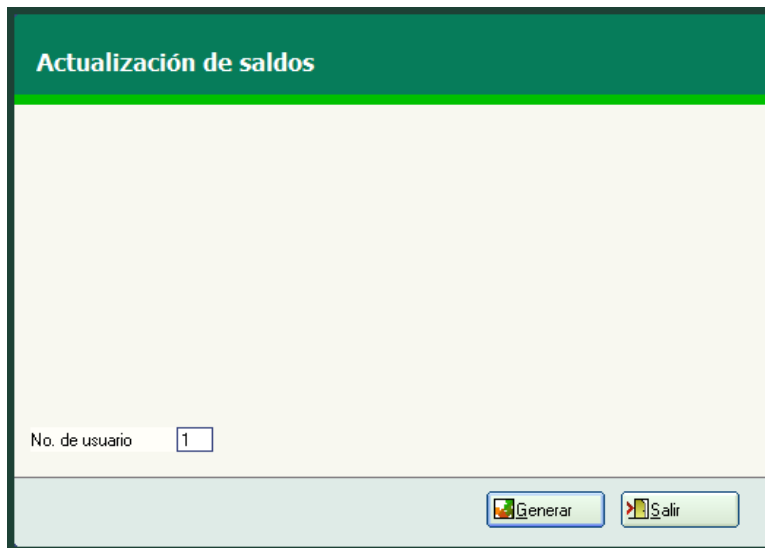 Actualización de saldos
No. de usuario 1
Generar Salir